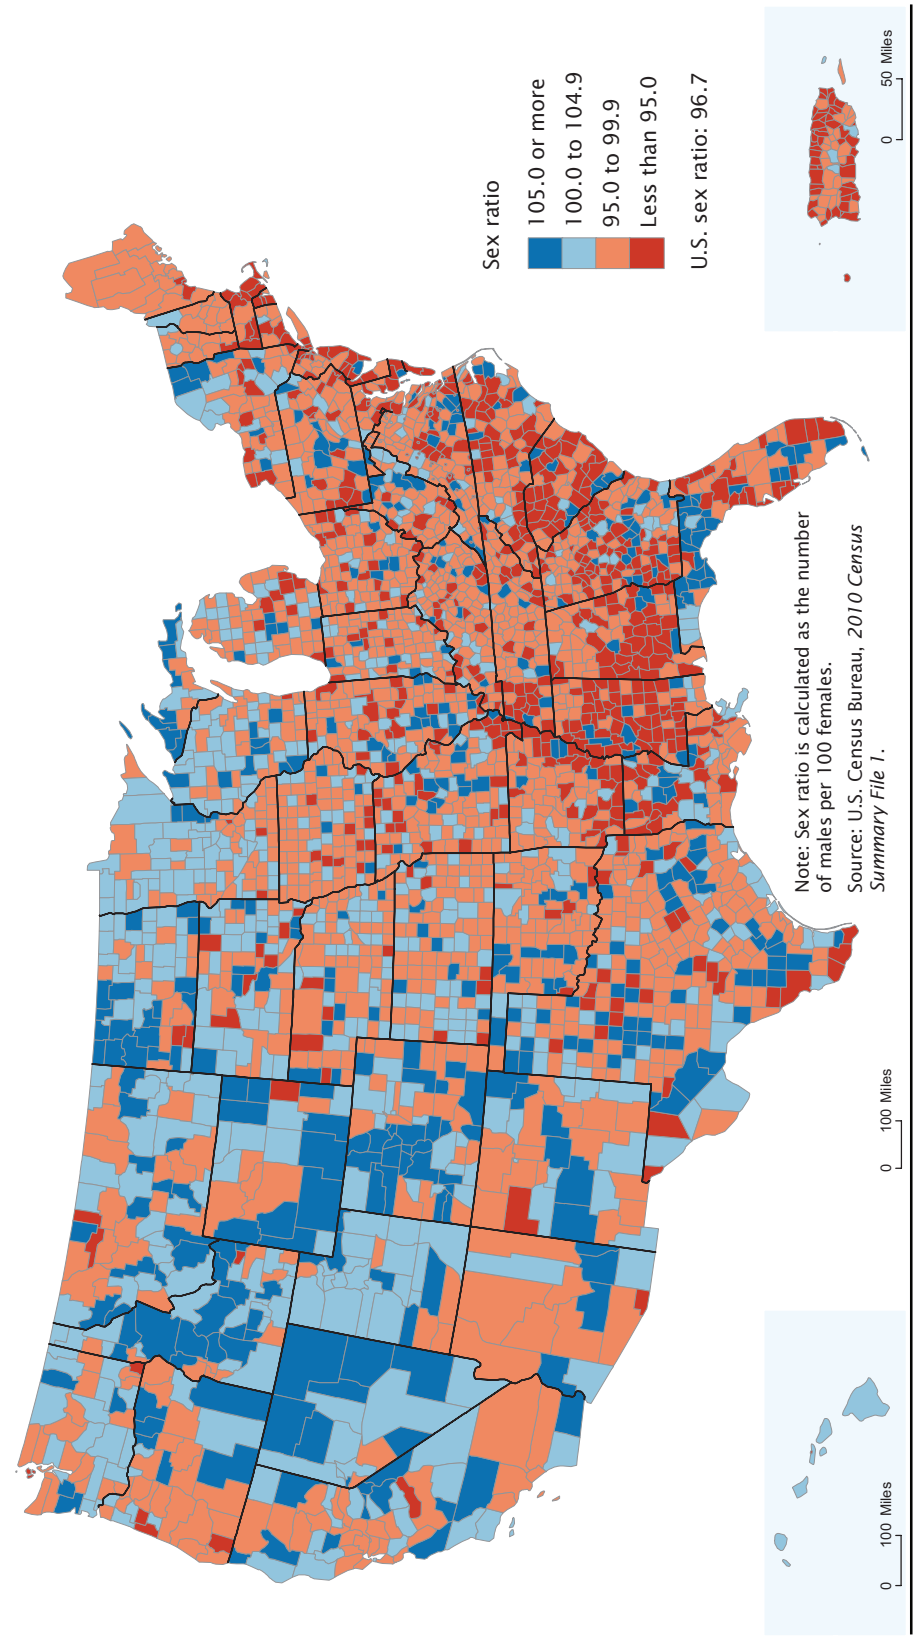 Sex ratio
105.0 or more
100.0 to 104.9
95.0 to 99.9
Less than 95.0
U.S. sex ratio: 96.7
Note: Sex ratio is calculated as the number
of males per 100 females.
Source: U.S. Census Bureau, 2010 Census
Summary File 1.
0 100 Miles
0 100 Miles
0 50 Miles